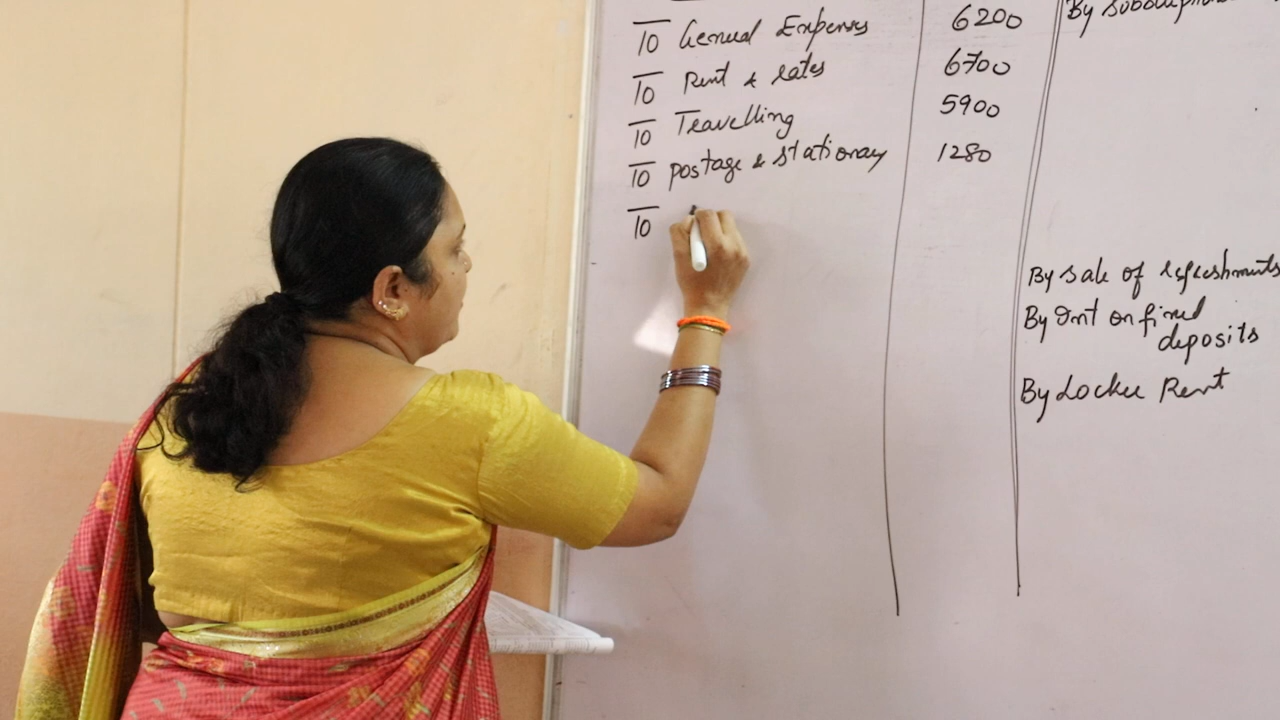 To General Expenses 6200
To Rent & rates 6700
To Travelling 5900
To postage & stationary 1280
To
By
By sale of refreshments
By Int on fixed
deposits
By Locker Rent